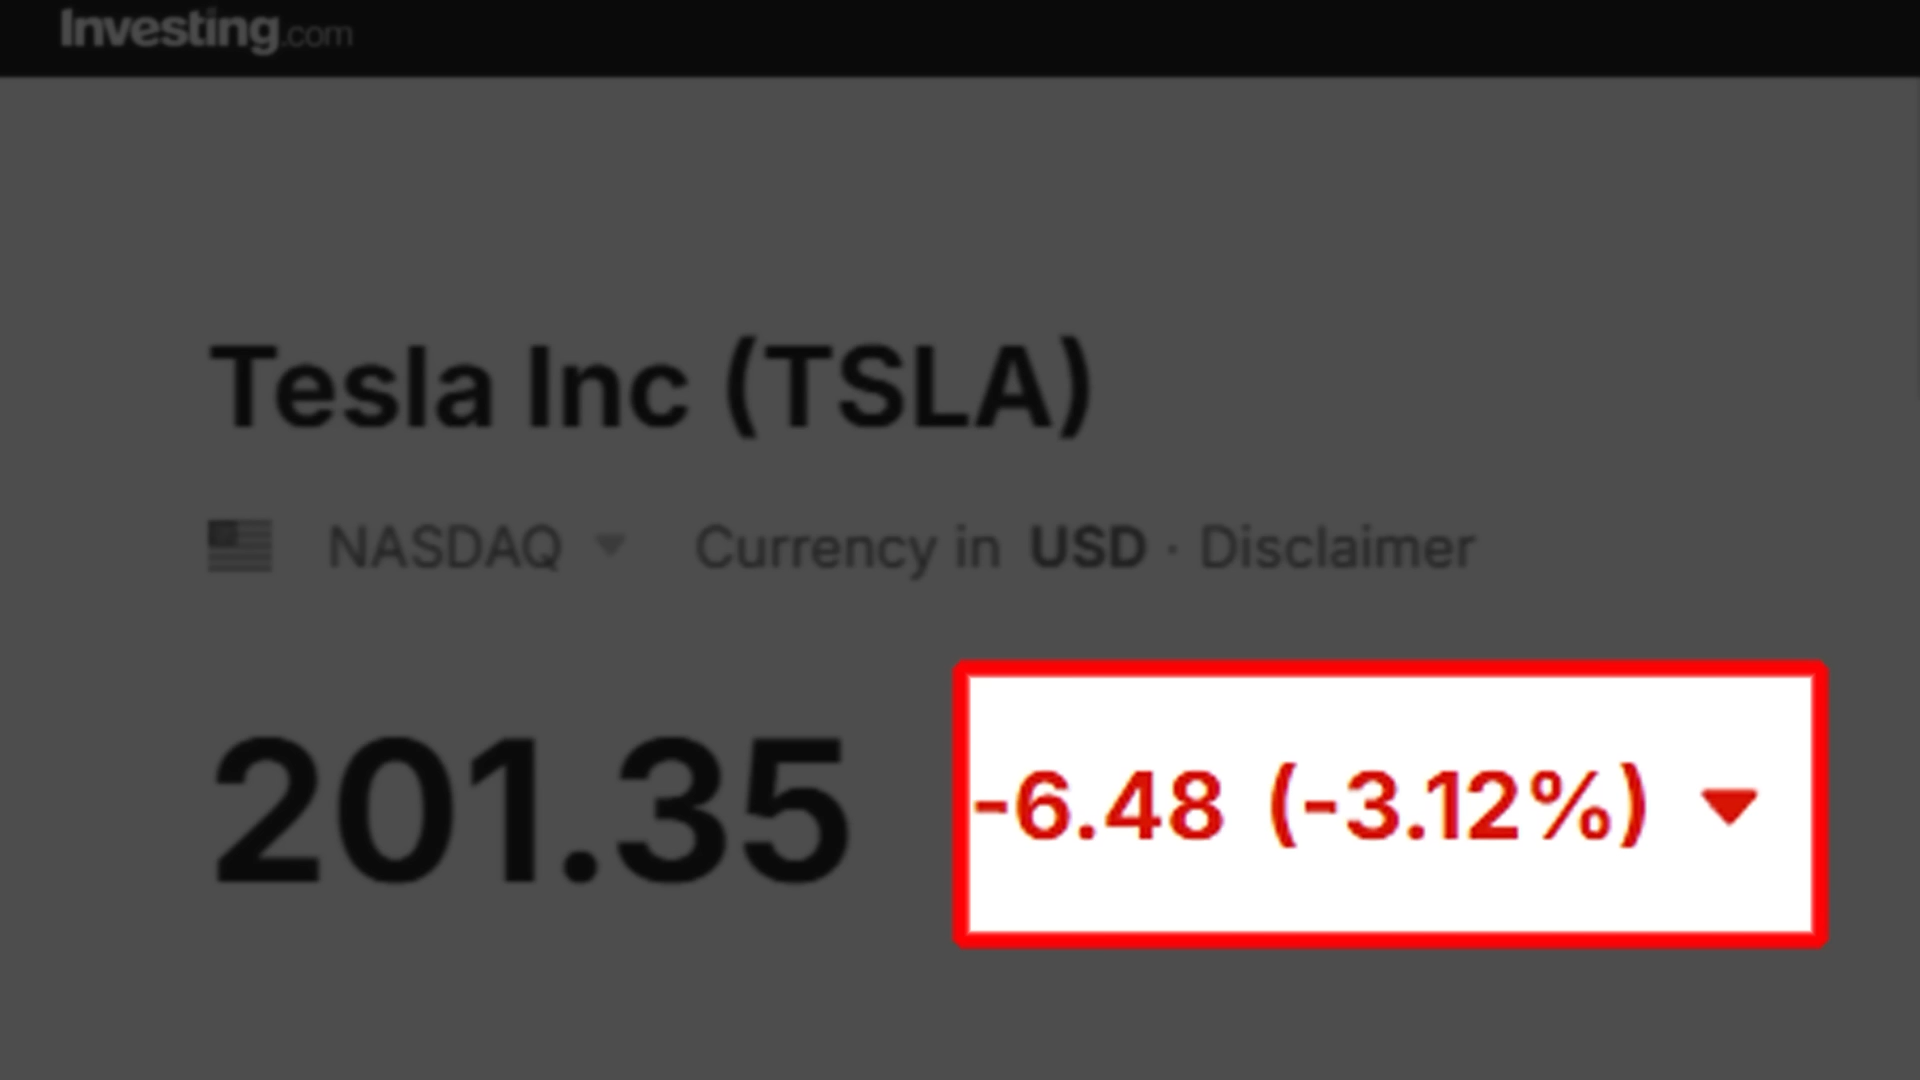 Investing.com
Tesla Inc (TSLA)
NASDAQ Currency in USD · Disclaimer
201.35 -6.48 (-3.12%)